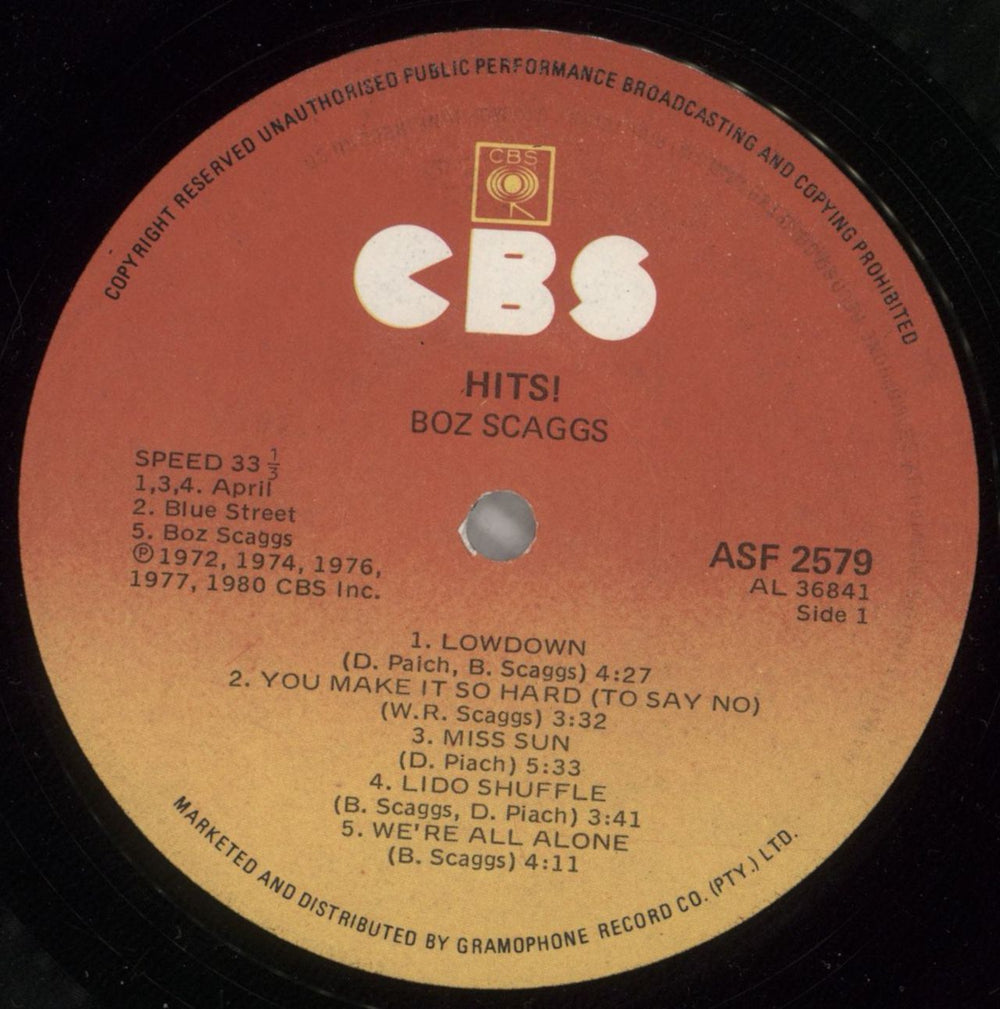 COPYRIGHT RESERVED UNAUTHORISED PUBLIC PERFORMANCE BROADCASTING AND COPYING PROHIBITED
CBS
CBS
HITS!
BOZ SCAGGS
SPEED 33 1/3
1,3,4. April
2. Blue Street
5. Boz Scaggs
℗1972, 1974, 1976,
1977, 1980 CBS Inc.
ASF 2579
AL 36841
Side 1
1. LOWDOWN
(D. Paich, B. Scaggs) 4:27
2. YOU MAKE IT SO HARD (TO SAY NO)
(W.R. Scaggs) 3:32
3. MISS SUN
(D. Piach) 5:33
4. LIDO SHUFFLE
(B. Scaggs, D. Piach) 3:41
5. WE'RE ALL ALONE
(B. Scaggs) 4:11
MARKETED AND DISTRIBUTED BY GRAMOPHONE RECORD CO. (PTY.) LTD.